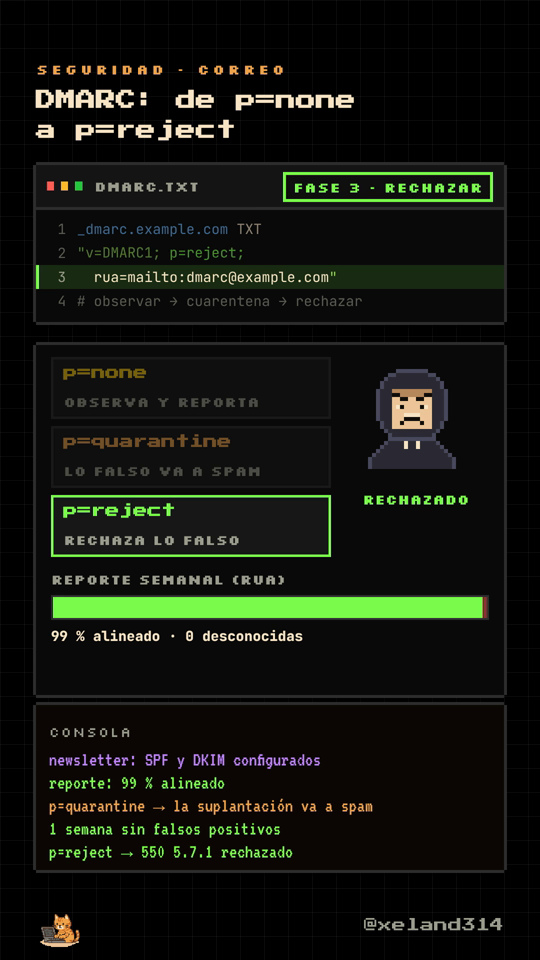 SEGURIDAD · CORREO
DMARC: de p=none
a p=reject
DMARC.TXT
FASE 3 · RECHAZAR
1 _dmarc.example.com TXT
2 "v=DMARC1; p=reject;
3 rua=mailto:dmarc@example.com"
4 # observar → cuarentena → rechazar
p=none
OBSERVA Y REPORTA
p=quarantine
LO FALSO VA A SPAM
p=reject
RECHAZA LO FALSO
RECHAZADO
REPORTE SEMANAL (RUA)
99 % alineado · 0 desconocidas
CONSOLA
newsletter: SPF y DKIM configurados
reporte: 99 % alineado
p=quarantine → la suplantación va a spam
1 semana sin falsos positivos
p=reject → 550 5.7.1 rechazado
@xeland314